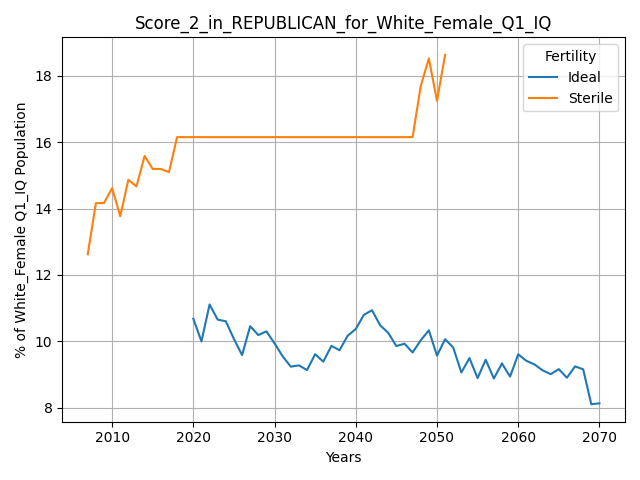 Score_2_in_REPUBLICAN_for_White_Female_Q1_IQ
Fertility
Ideal
Sterile
% of White_Female Q1_IQ Population
18
16
14
12
10
8
2010 2020 2030 2040 2050 2060 2070
Years